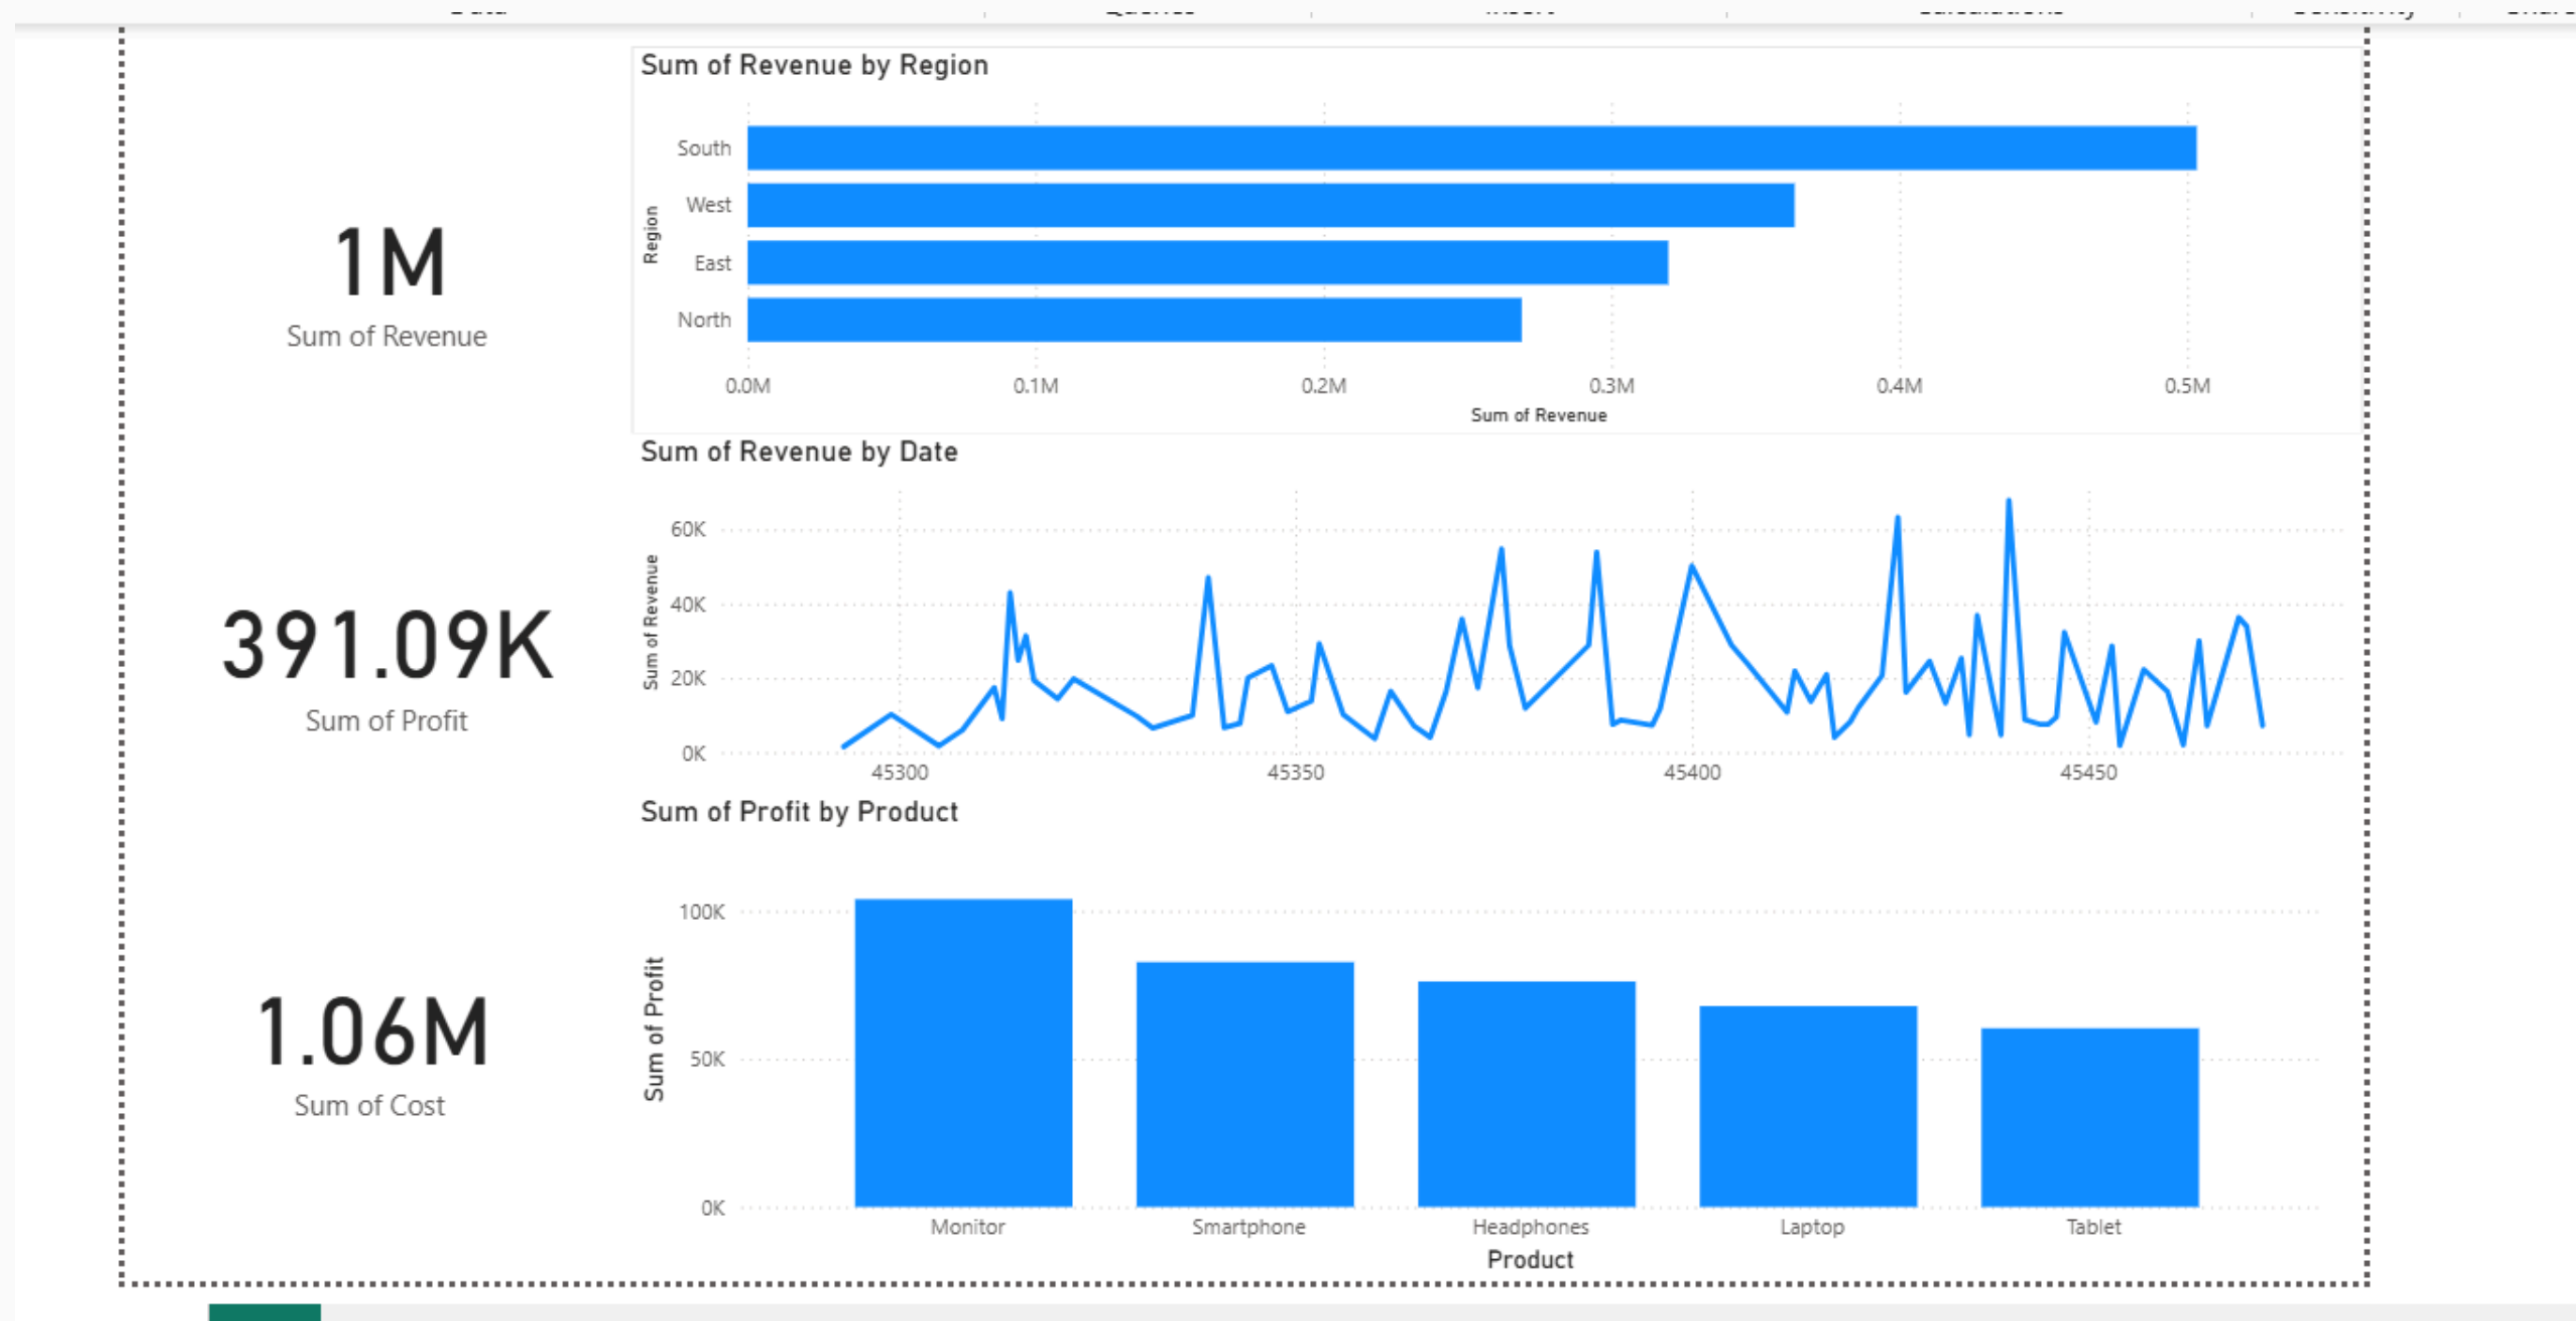 Sum of Revenue by Region
South
West
East
North
Region
0.0M 0.1M 0.2M 0.3M 0.4M 0.5M
Sum of Revenue
1M
Sum of Revenue
Sum of Revenue by Date
60K
40K
20K
0K
Sum of Revenue
45300 45350 45400 45450
391.09K
Sum of Profit
Sum of Profit by Product
100K
50K
0K
Sum of Profit
Monitor Smartphone Headphones Laptop Tablet
Product
1.06M
Sum of Cost